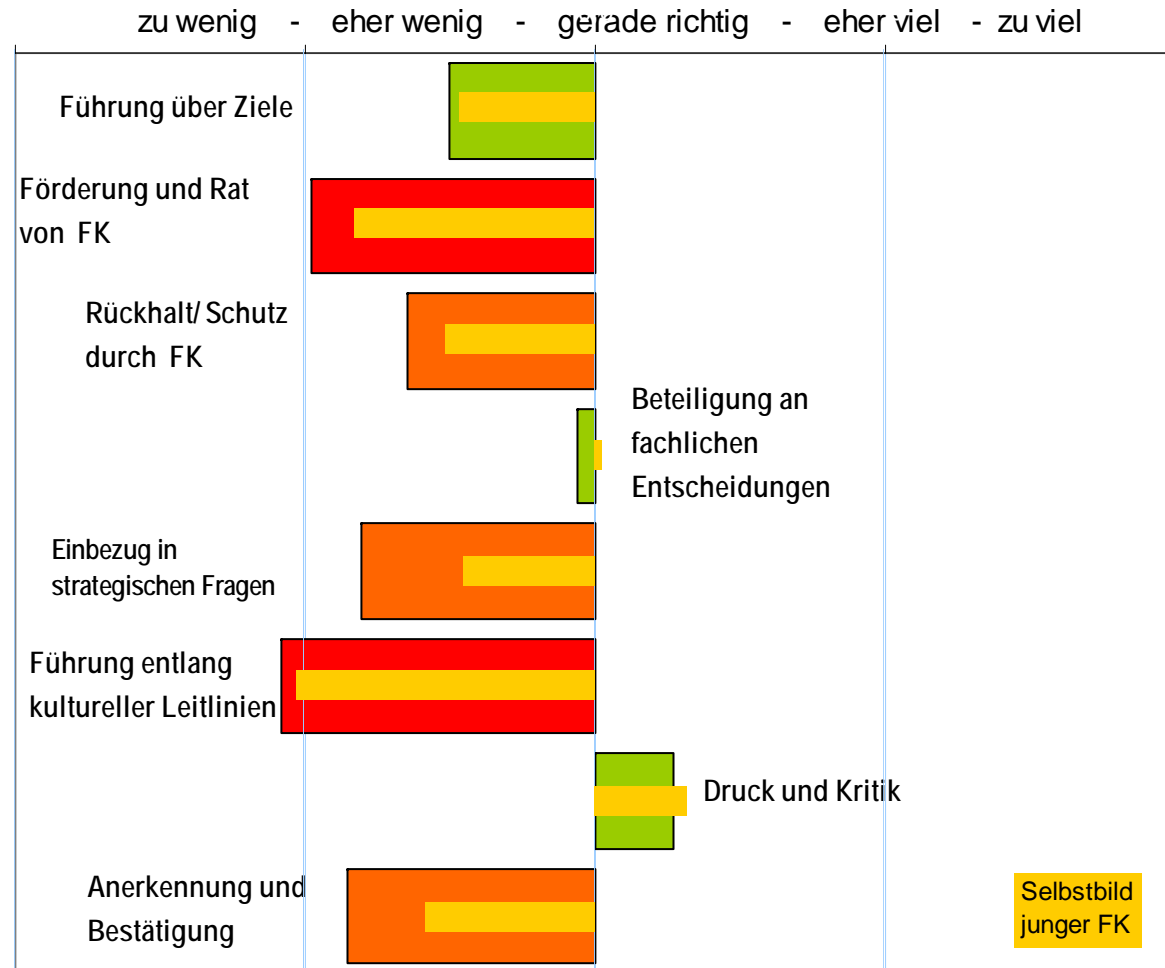 zu wenig - eher wenig - gerade richtig - eher viel - zu viel
Führung über Ziele
Förderung und Rat
von FK
Rückhalt/ Schutz
durch FK
Beteiligung an
fachlichen
Entscheidungen
Einbezug in
strategischen Fragen
Führung entlang
kultureller Leitlinien
Druck und Kritik
Anerkennung und
Bestätigung
Selbstbild
junger FK